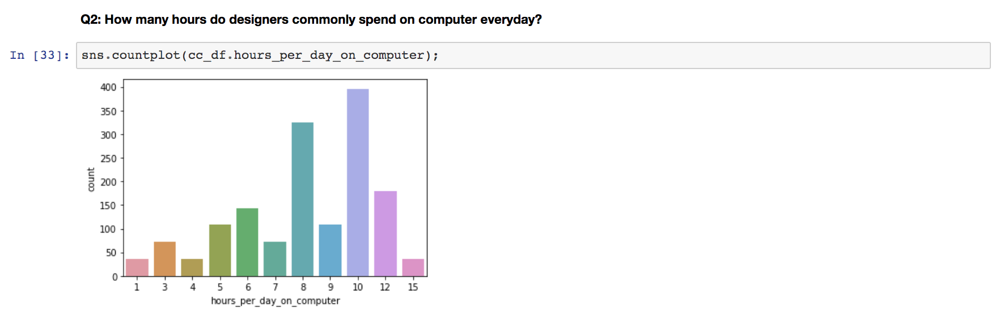 Q2: How many hours do designers commonly spend on computer everyday?
In [33]: sns.countplot(cc_df.hours_per_day_on_computer);
400
350
300
250
200
150
100
50
0
count
1 3 4 5 6 7 8 9 10 12 15
hours_per_day_on_computer